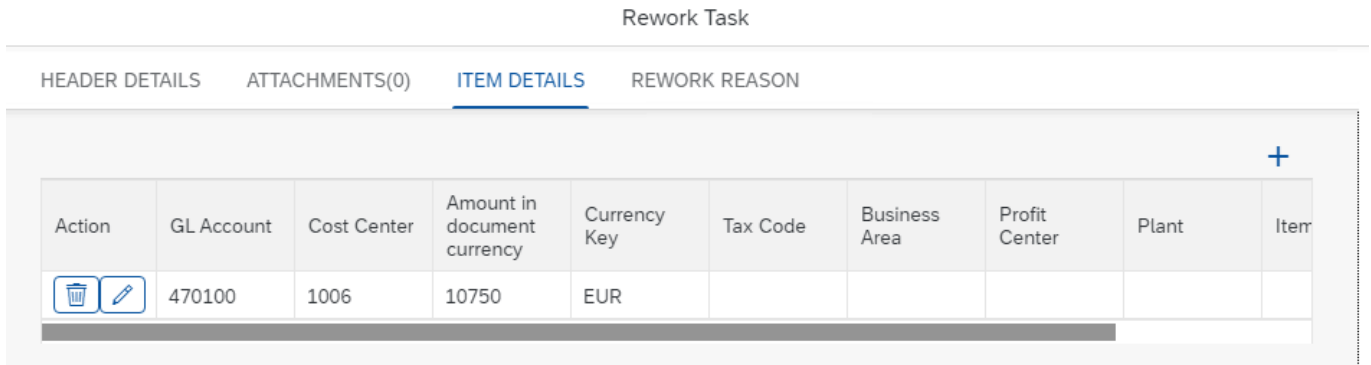 Rework Task
HEADER DETAILS ATTACHMENTS(0) ITEM DETAILS REWORK REASON
+
Action GL Account Cost Center Amount in document currency Currency Key Tax Code Business Area Profit Center Plant Item
470100 1006 10750 EUR